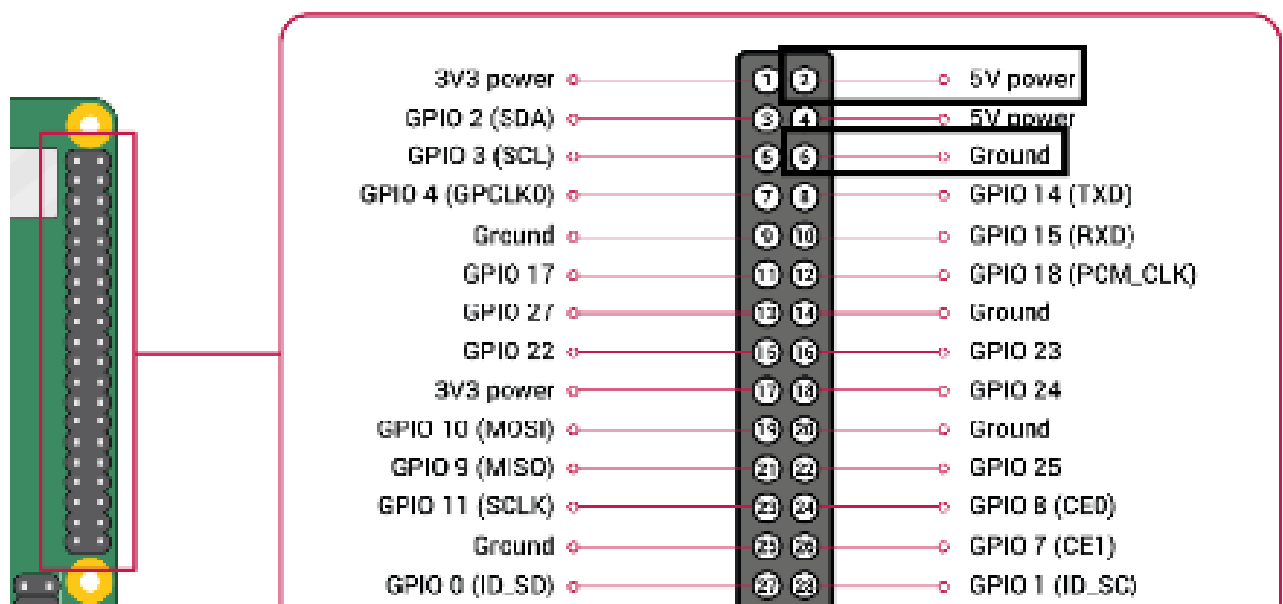 3V3 power 1 2 5V power
GPIO 2 (SDA) 3 4 5V power
GPIO 3 (SCL) 5 6 Ground
GPIO 4 (GPCLK0) 7 8 GPIO 14 (TXD)
Ground 9 10 GPIO 15 (RXD)
GPIO 17 11 12 GPIO 18 (PCM_CLK)
GPIO 27 13 14 Ground
GPIO 22 15 16 GPIO 23
3V3 power 17 18 GPIO 24
GPIO 10 (MOSI) 19 20 Ground
GPIO 9 (MISO) 21 22 GPIO 25
GPIO 11 (SCLK) 23 24 GPIO 8 (CE0)
Ground 25 26 GPIO 7 (CE1)
GPIO 0 (ID_SD) 27 28 GPIO 1 (ID_SC)